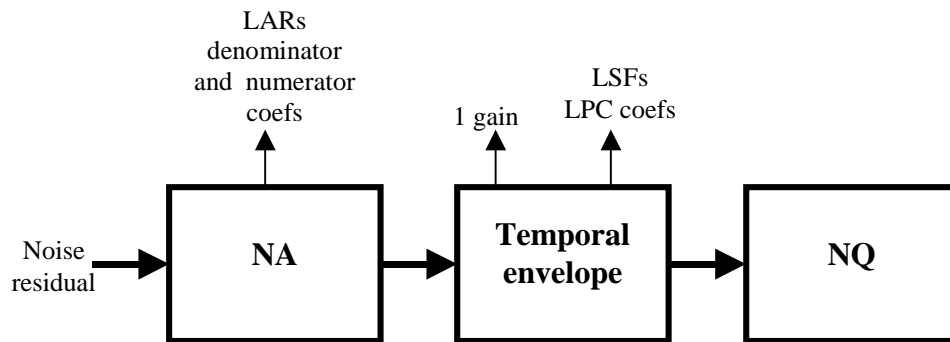 LARs
denominator
and numerator
coefs
1 gain
LSFs
LPC coefs
Noise
residual
NA
Temporal
envelope
NQ